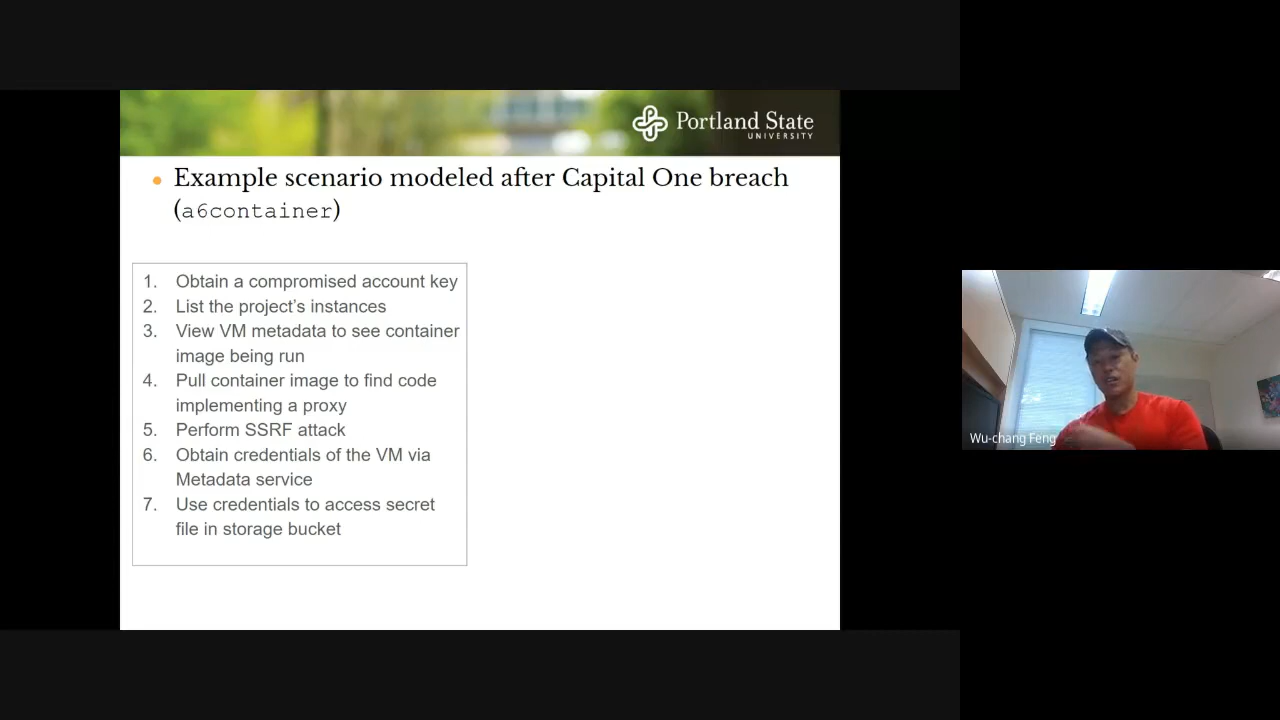 Portland State
UNIVERSITY
• Example scenario modeled after Capital One breach
(a6container)
1. Obtain a compromised account key
2. List the project's instances
3. View VM metadata to see container
image being run
4. Pull container image to find code
implementing a proxy
5. Perform SSRF attack
6. Obtain credentials of the VM via
Metadata service
7. Use credentials to access secret
file in storage bucket
Wu-chang Feng